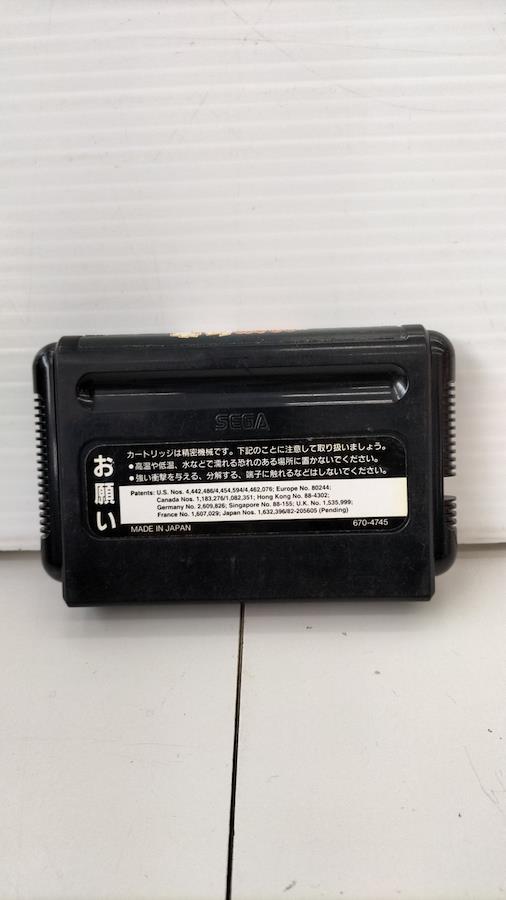 SEGA
お願い
カートリッジは精密機械です。下記のことに注意して取り扱いましょう。
●高温や低温、水などで濡れる恐れのある場所に置かないでください。
●強い衝撃を与える、分解する、端子に触れるなどはしないでください。
Patents: U.S. Nos. 4,442,486/4,454,594/4,462,076; Europe No. 80244;
Canada Nos. 1,183,276/1,082,351; Hong Kong No. 88-4302;
Germany No. 2,609,826; Singapore No. 88-155; U.K. No. 1,535,999;
France No. 1,607,029; Japan Nos. 1,632,396/82-205605 (Pending)
MADE IN JAPAN
670-4745